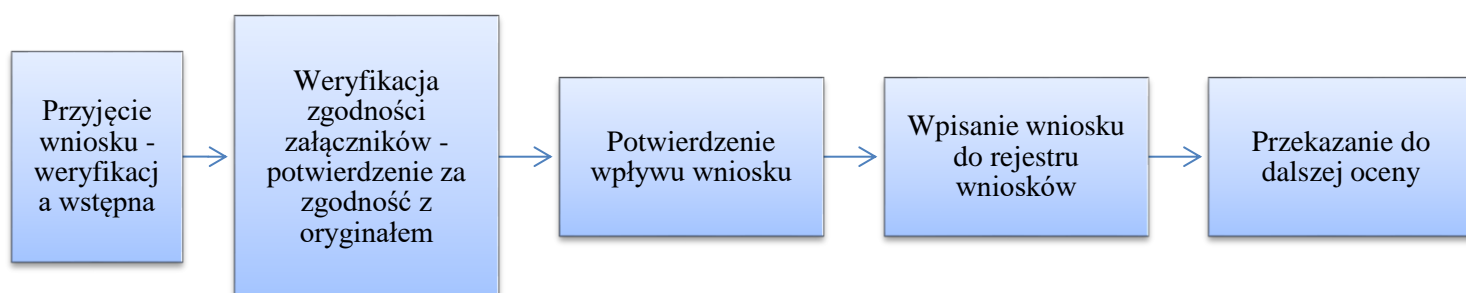 Przyjęcie
wniosku -
weryfikacj
a wstępna
Weryfikacja
zgodności
załączników -
potwierdzenie za
zgodność z
oryginałem
Potwierdzenie
wpływu wniosku
Wpisanie wniosku
do rejestru
wniosków
Przekazanie do
dalszej oceny